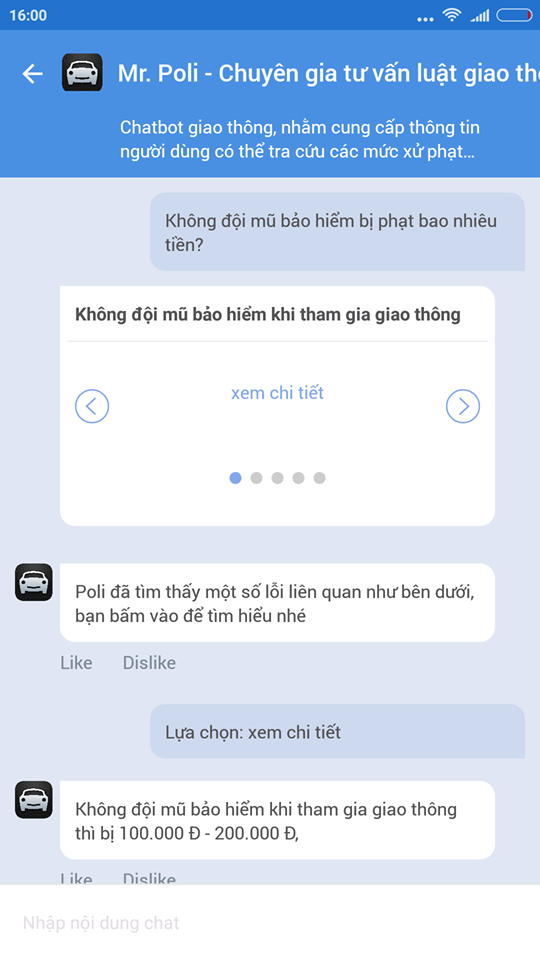 16:00
Mr. Poli - Chuyên gia tư vấn luật giao thô
Chatbot giao thông, nhằm cung cấp thông tin
người dùng có thể tra cứu các mức xử phạt...
Không đội mũ bảo hiểm bị phạt bao nhiêu
tiền?
Không đội mũ bảo hiểm khi tham gia giao thông
xem chi tiết
Poli đã tìm thấy một số lỗi liên quan như bên dưới,
bạn bấm vào để tìm hiểu nhé
Like Dislike
Lựa chọn: xem chi tiết
Không đội mũ bảo hiểm khi tham gia giao thông
thì bị 100.000 Đ - 200.000 Đ,
Like Dislike
Nhập nội dung chat